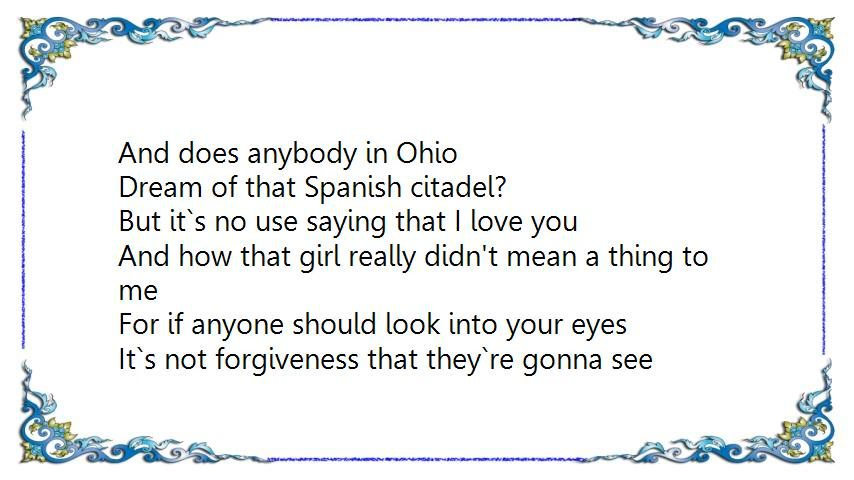 And does anybody in Ohio
Dream of that Spanish citadel?
But it`s no use saying that I love you
And how that girl really didn't mean a thing to
me
For if anyone should look into your eyes
It`s not forgiveness that they`re gonna see